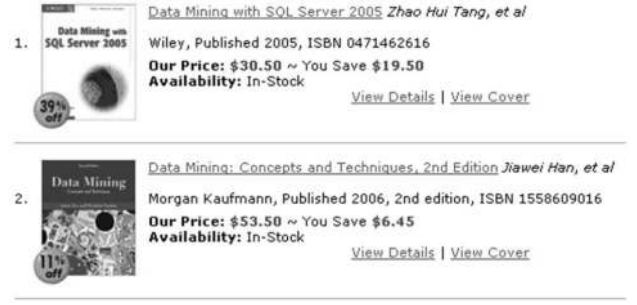 1.
Data Mining with
SQL Server 2005
39%
off
Data Mining with SQL Server 2005 Zhao Hui Tang, et al
Wiley, Published 2005, ISBN 0471462616
Our Price: $30.50 ~ You Save $19.50
Availability: In-Stock
View Details | View Cover
2.
Data Mining
11%
off
Data Mining: Concepts and Techniques, 2nd Edition Jiawei Han, et al
Morgan Kaufmann, Published 2006, 2nd edition, ISBN 1558609016
Our Price: $53.50 ~ You Save $6.45
Availability: In-Stock
View Details | View Cover